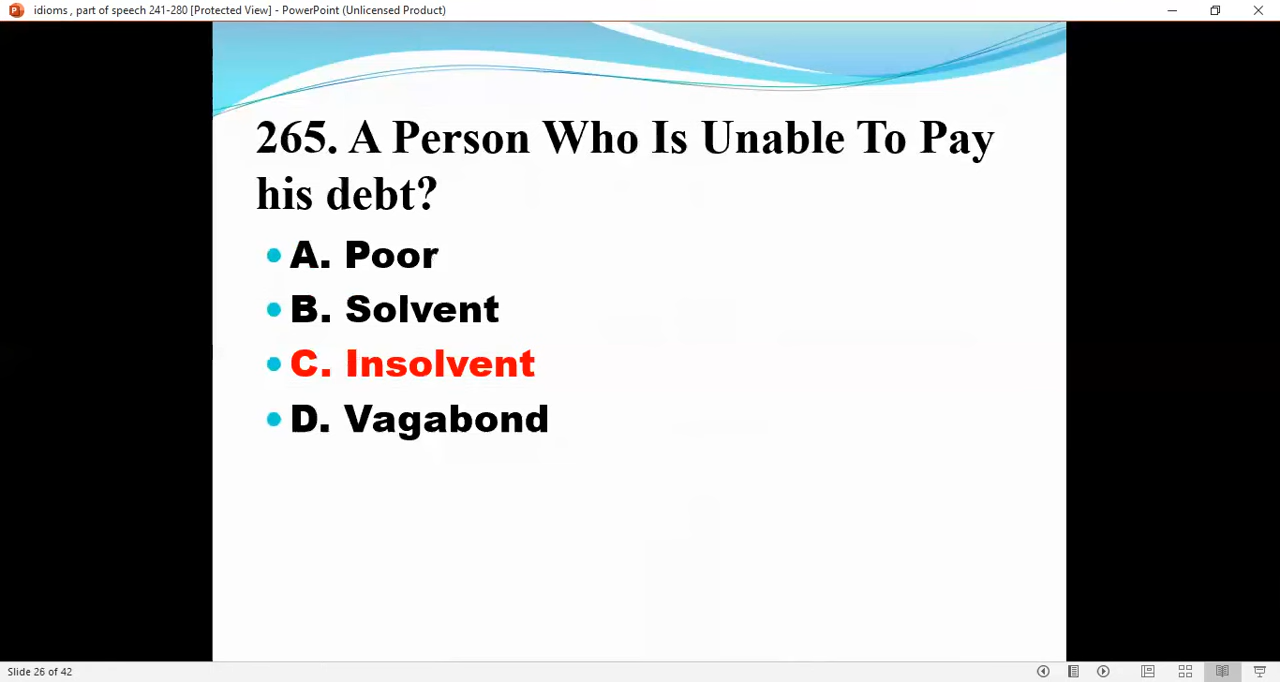 idioms , part of speech 241-280 [Protected View] - PowerPoint (Unlicensed Product)
265. A Person Who Is Unable To Pay
his debt?
A. Poor
B. Solvent
C. Insolvent
D. Vagabond
Slide 26 of 42